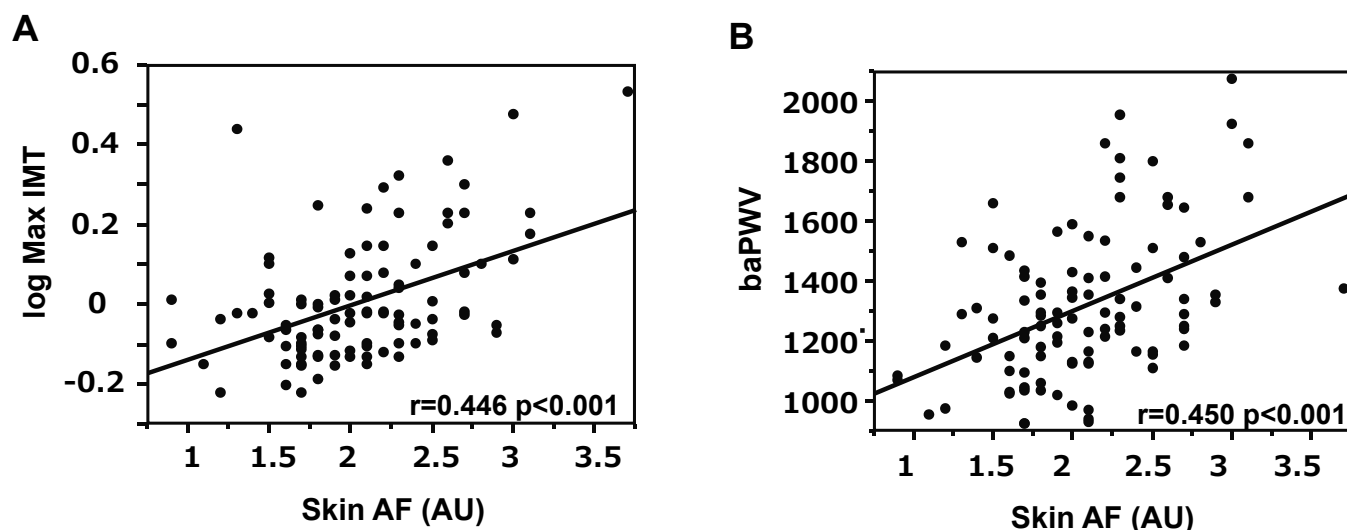 A
log Max IMT
0.6
0.4
0.2
0
-0.2
r=0.446 p<0.001
1 1.5 2 2.5 3 3.5
Skin AF (AU)
B
baPWV
2000
1800
1600
1400
1200
1000
r=0.450 p<0.001
1 1.5 2 2.5 3 3.5
Skin AF (AU)